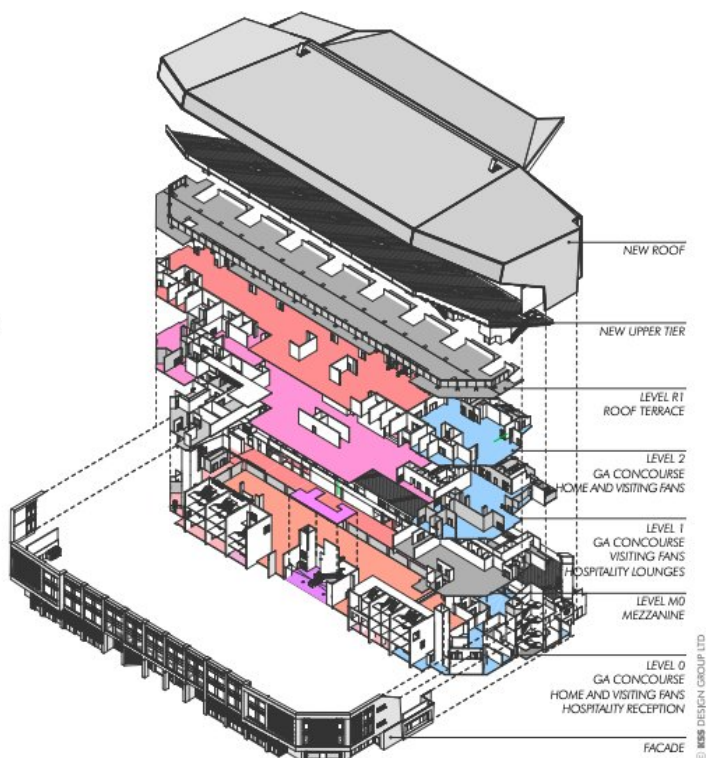 NEW ROOF
NEW UPPER TIER
LEVEL R1
ROOF TERRACE
LEVEL 2
GA CONCOURSE
HOME AND VISITING FANS
LEVEL 1
GA CONCOURSE
VISITING FANS
HOSPITALITY LOUNGES
LEVEL M0
MEZZANINE
LEVEL 0
GA CONCOURSE
HOME AND VISITING FANS
HOSPITALITY RECEPTION
FACADE
© KSS DESIGN GROUP LTD